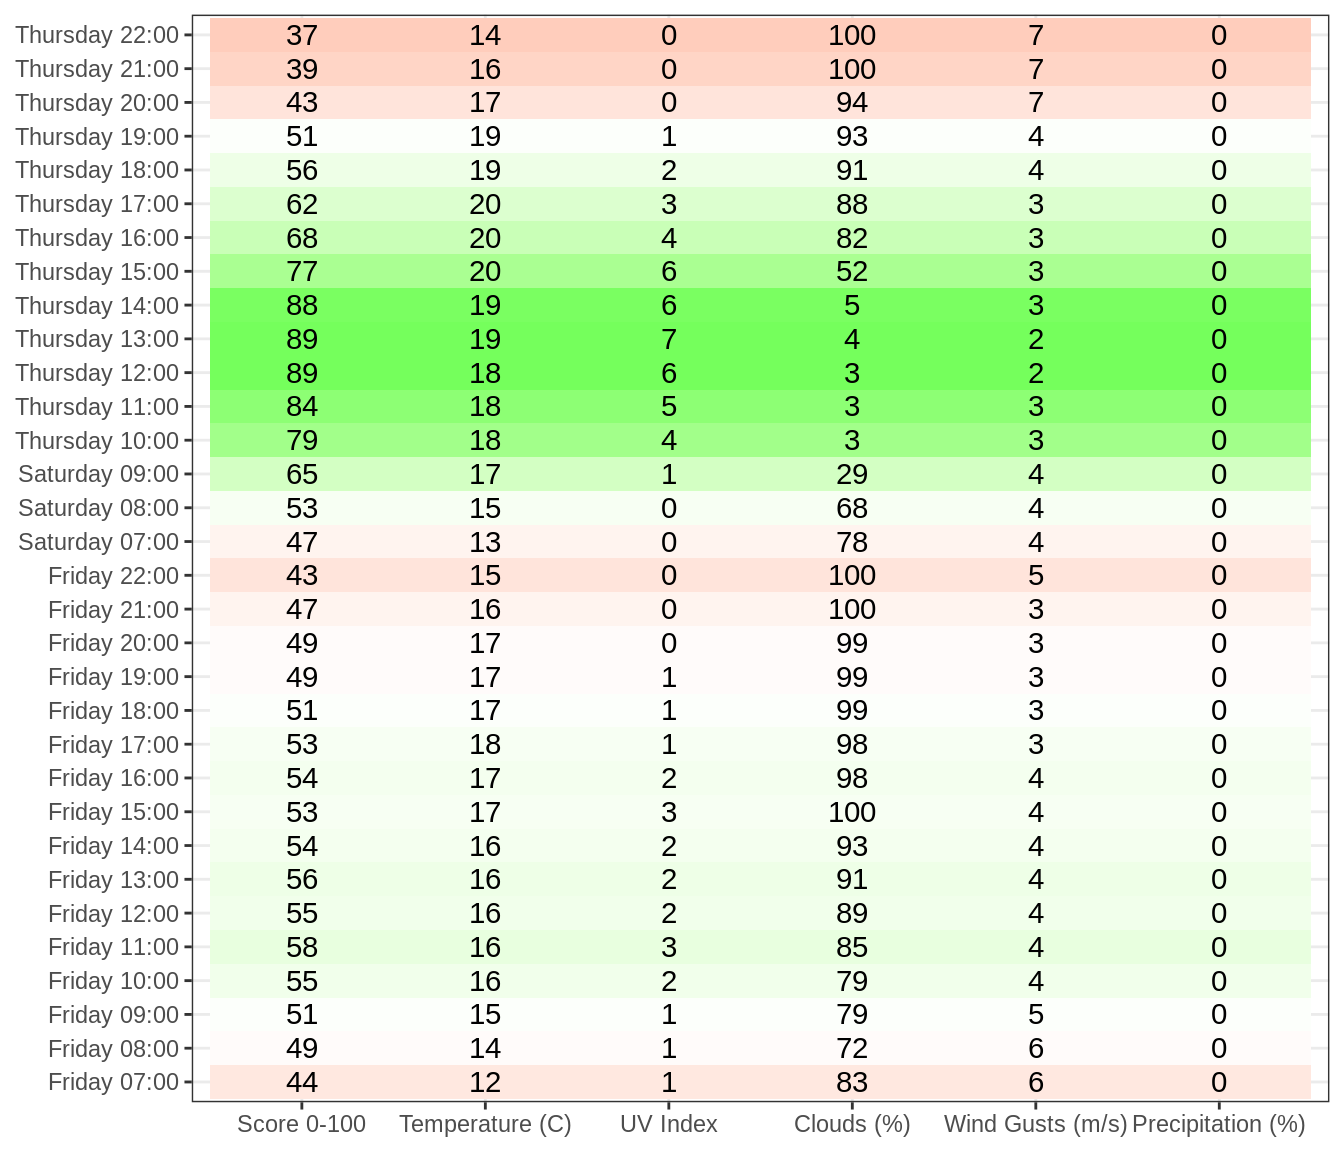 Thursday 22:00 37 14 0 100 7 0
Thursday 21:00 39 16 0 100 7 0
Thursday 20:00 43 17 0 94 7 0
Thursday 19:00 51 19 1 93 4 0
Thursday 18:00 56 19 2 91 4 0
Thursday 17:00 62 20 3 88 3 0
Thursday 16:00 68 20 4 82 3 0
Thursday 15:00 77 20 6 52 3 0
Thursday 14:00 88 19 6 5 3 0
Thursday 13:00 89 19 7 4 2 0
Thursday 12:00 89 18 6 3 2 0
Thursday 11:00 84 18 5 3 3 0
Thursday 10:00 79 18 4 3 3 0
Saturday 09:00 65 17 1 29 4 0
Saturday 08:00 53 15 0 68 4 0
Saturday 07:00 47 13 0 78 4 0
Friday 22:00 43 15 0 100 5 0
Friday 21:00 47 16 0 100 3 0
Friday 20:00 49 17 0 99 3 0
Friday 19:00 49 17 1 99 3 0
Friday 18:00 51 17 1 99 3 0
Friday 17:00 53 18 1 98 3 0
Friday 16:00 54 17 2 98 4 0
Friday 15:00 53 17 3 100 4 0
Friday 14:00 54 16 2 93 4 0
Friday 13:00 56 16 2 91 4 0
Friday 12:00 55 16 2 89 4 0
Friday 11:00 58 16 3 85 4 0
Friday 10:00 55 16 2 79 4 0
Friday 09:00 51 15 1 79 5 0
Friday 08:00 49 14 1 72 6 0
Friday 07:00 44 12 1 83 6 0
Score 0-100 Temperature (C) UV Index Clouds (%) Wind Gusts (m/s) Precipitation (%)